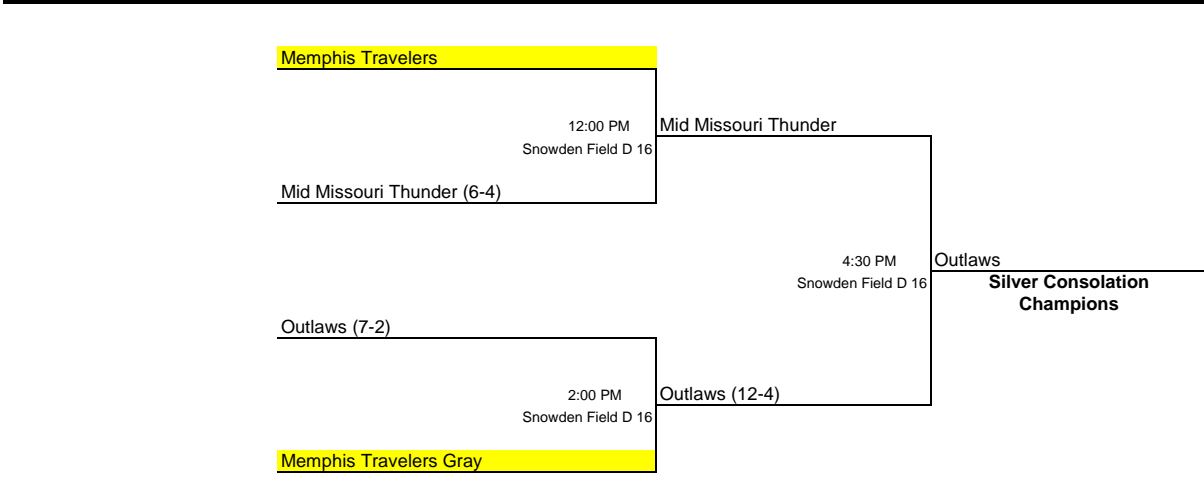 Memphis Travelers
12:00 PM
Mid Missouri Thunder
Snowden Field D 16
Mid Missouri Thunder (6-4)
4:30 PM
Outlaws
Snowden Field D 16
Silver Consolation
Champions
Outlaws (7-2)
2:00 PM
Outlaws (12-4)
Snowden Field D 16
Memphis Travelers Gray